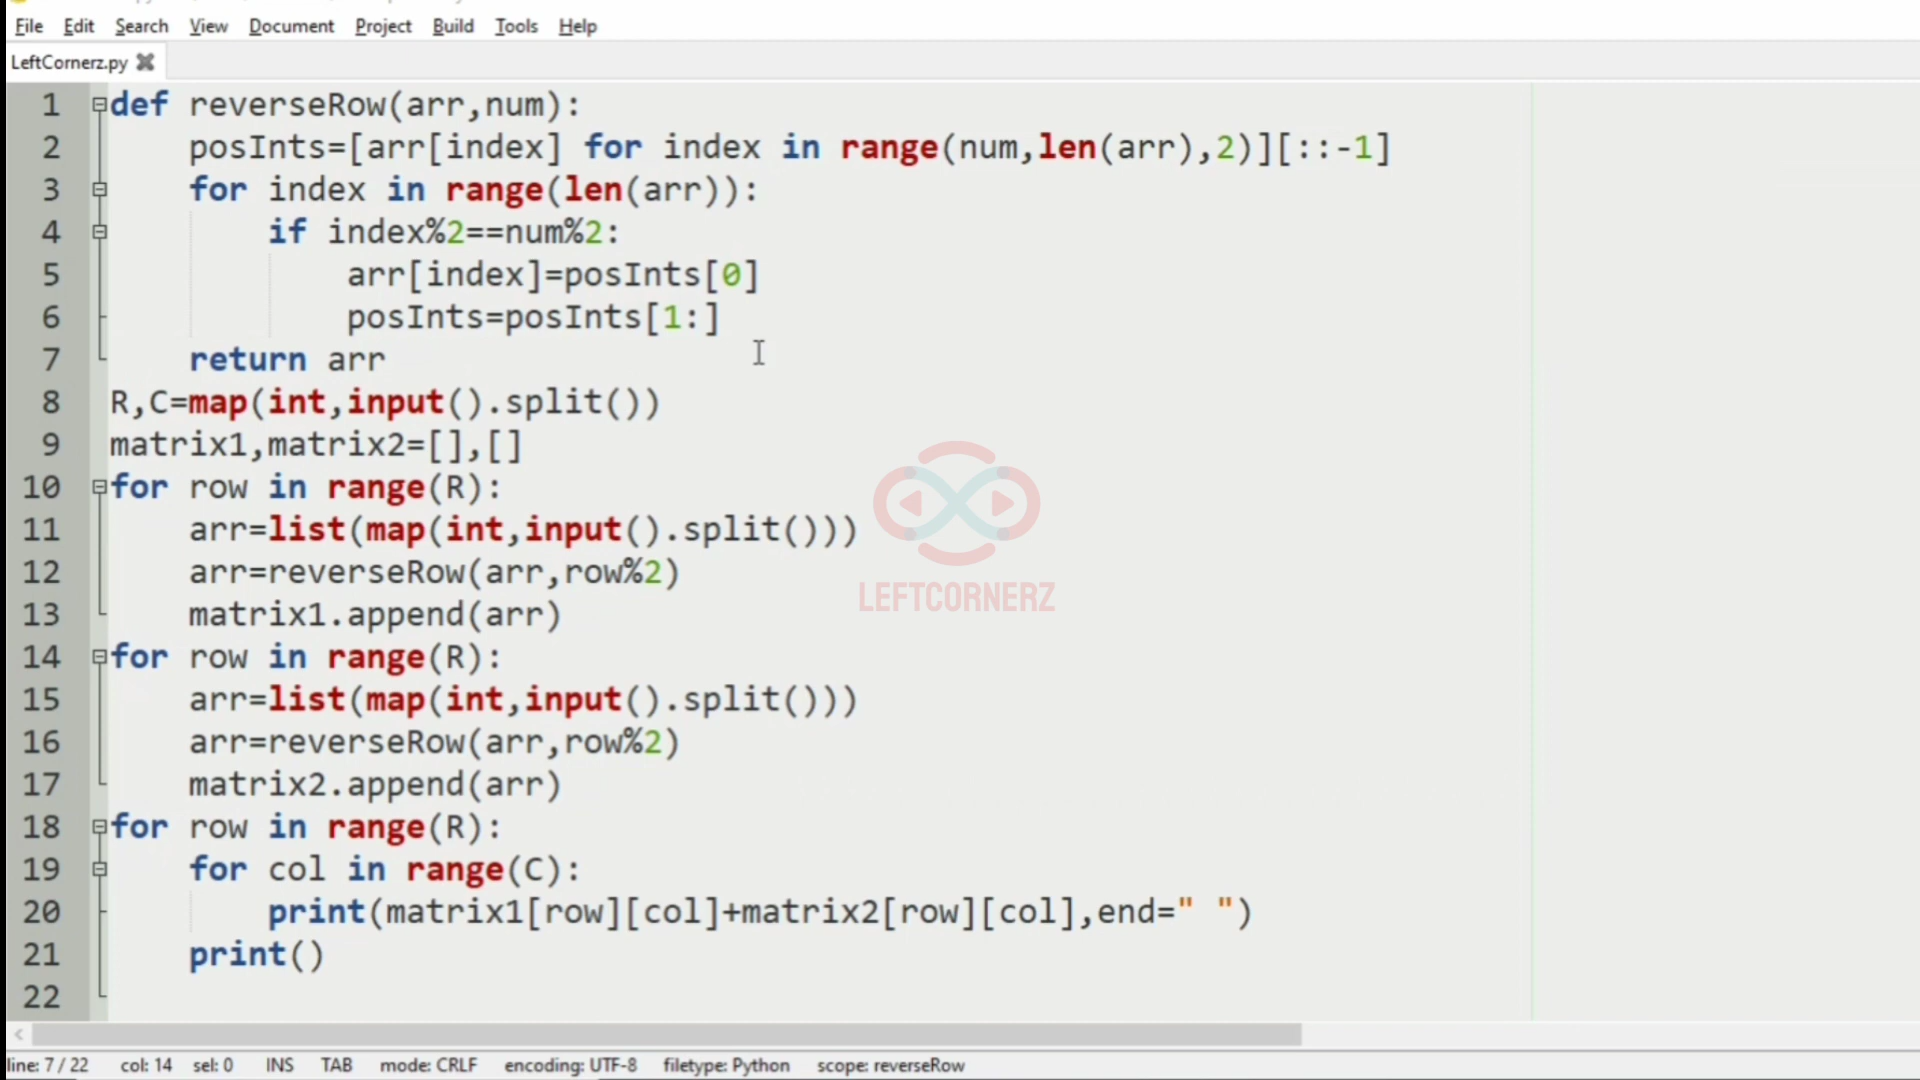 File Edit Search View Document Project Build Tools Help
LeftCornerz.py
1 def reverseRow(arr,num):
2     posInts=[arr[index] for index in range(num,len(arr),2)][::-1]
3     for index in range(len(arr)):
4         if index%2==num%2:
5             arr[index]=posInts[0]
6             posInts=posInts[1:]
7     return arr
8 R,C=map(int,input().split())
9 matrix1,matrix2=[],[]
10 for row in range(R):
11     arr=list(map(int,input().split()))
12     arr=reverseRow(arr,row%2)
13     matrix1.append(arr)
14 for row in range(R):
15     arr=list(map(int,input().split()))
16     arr=reverseRow(arr,row%2)
17     matrix2.append(arr)
18 for row in range(R):
19     for col in range(C):
20         print(matrix1[row][col]+matrix2[row][col],end=" ")
21     print()
22
LEFTCORNERZ
line: 7 / 22 col: 14 sel: 0 INS TAB mode: CRLF encoding: UTF-8 filetype: Python scope: reverseRow